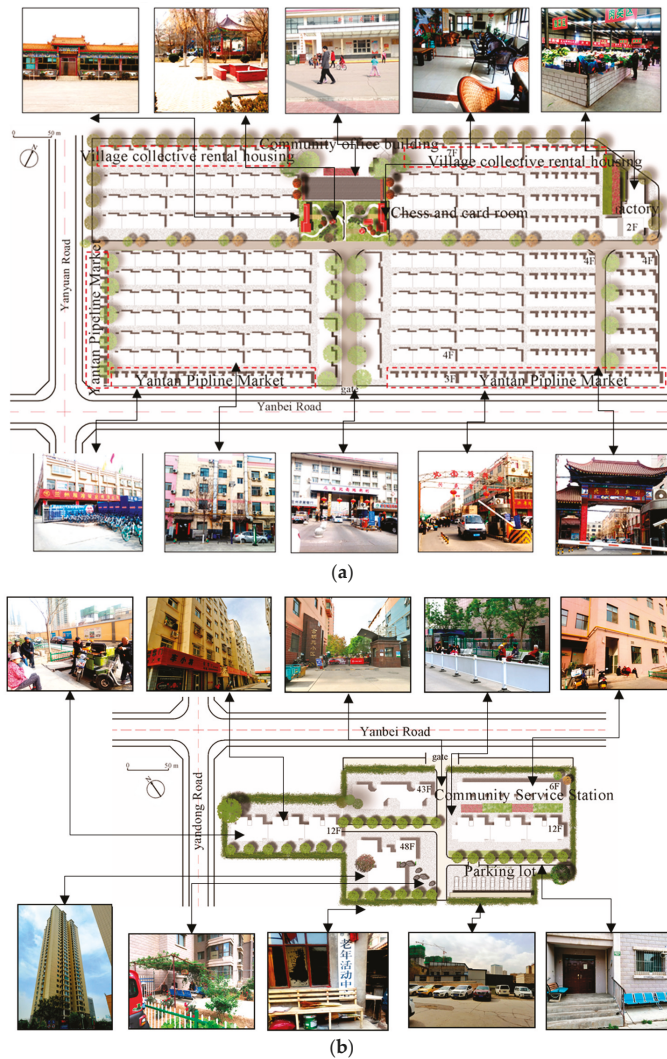 0 50 m
N
Village collective rental housing
Community office building
7F
Village collective rental housing
Chess and card room
factory
2F
Yanyuan Road
Yantan Pipeline Market
4F
4F
4F
3F
Yantan Pipline Market
Yantan Pipline Market
gate
Yanbei Road
(a)
Yanbei Road
0 50 m
N
yandong Road
gate
43F
6F
Community Service Station
12F
12F
48F
Parking lot
老年活动中
(b)